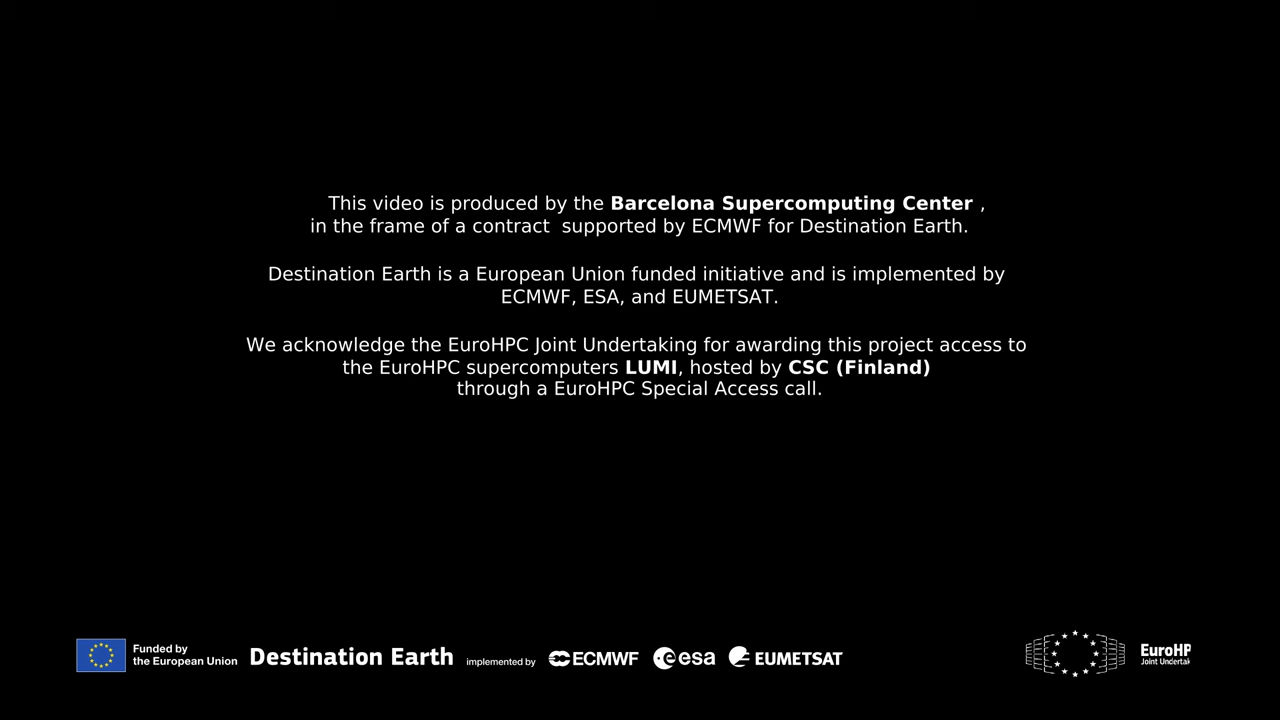 This video is produced by the Barcelona Supercomputing Center ,
in the frame of a contract  supported by ECMWF for Destination Earth.
Destination Earth is a European Union funded initiative and is implemented by
ECMWF, ESA, and EUMETSAT.
We acknowledge the EuroHPC Joint Undertaking for awarding this project access to
the EuroHPC supercomputers LUMI, hosted by CSC (Finland)
through a EuroHPC Special Access call.
Funded by
the European Union
Destination Earth
implemented by
ECMWF
esa
EUMETSAT
EuroHP
Joint Undertak